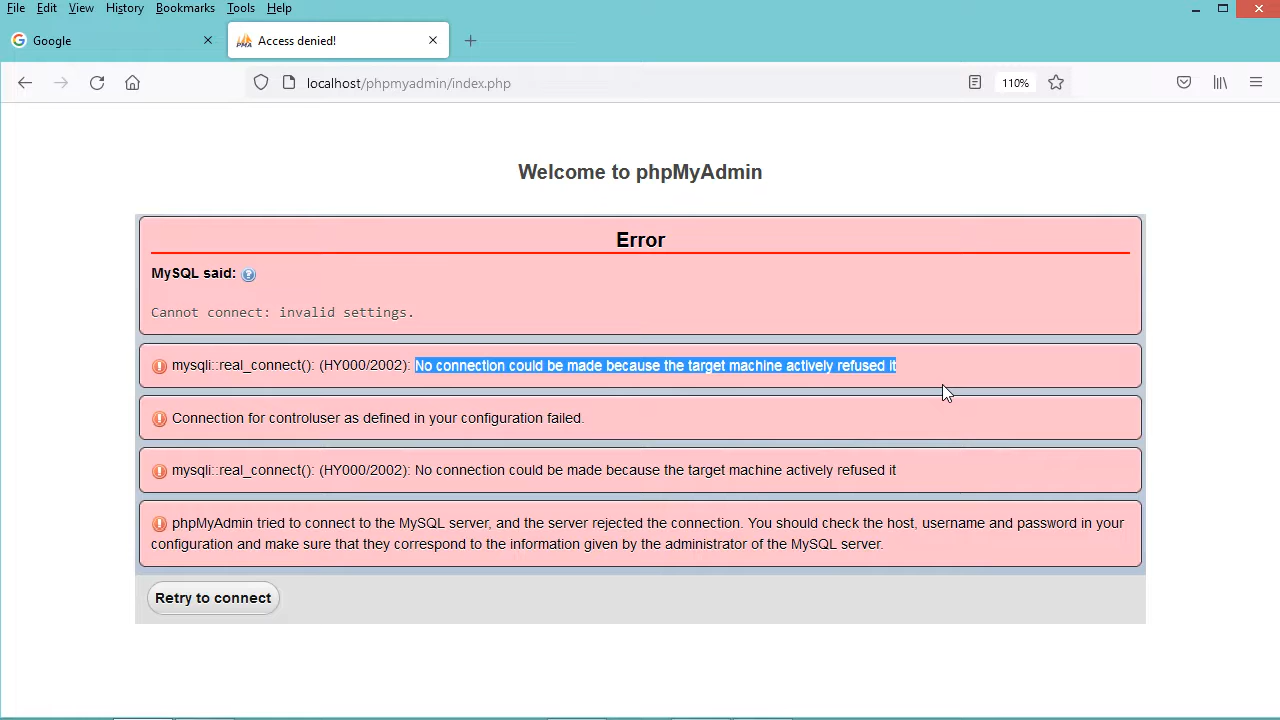 File Edit View History Bookmarks Tools Help
Google
Access denied!
localhost/phpmyadmin/index.php
110%
Welcome to phpMyAdmin
Error
MySQL said:
Cannot connect: invalid settings.
mysqli::real_connect(): (HY000/2002): No connection could be made because the target machine actively refused it
Connection for controluser as defined in your configuration failed.
mysqli::real_connect(): (HY000/2002): No connection could be made because the target machine actively refused it
phpMyAdmin tried to connect to the MySQL server, and the server rejected the connection. You should check the host, username and password in your
configuration and make sure that they correspond to the information given by the administrator of the MySQL server.
Retry to connect